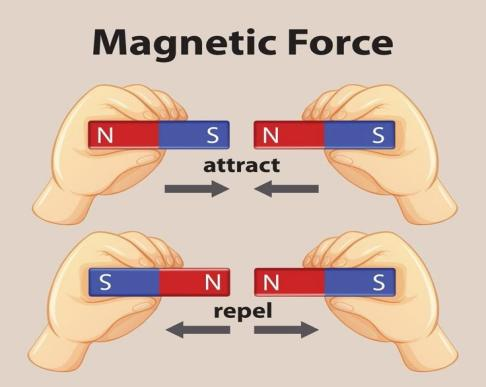 Magnetic Force
N S N S
attract
S N N S
repel